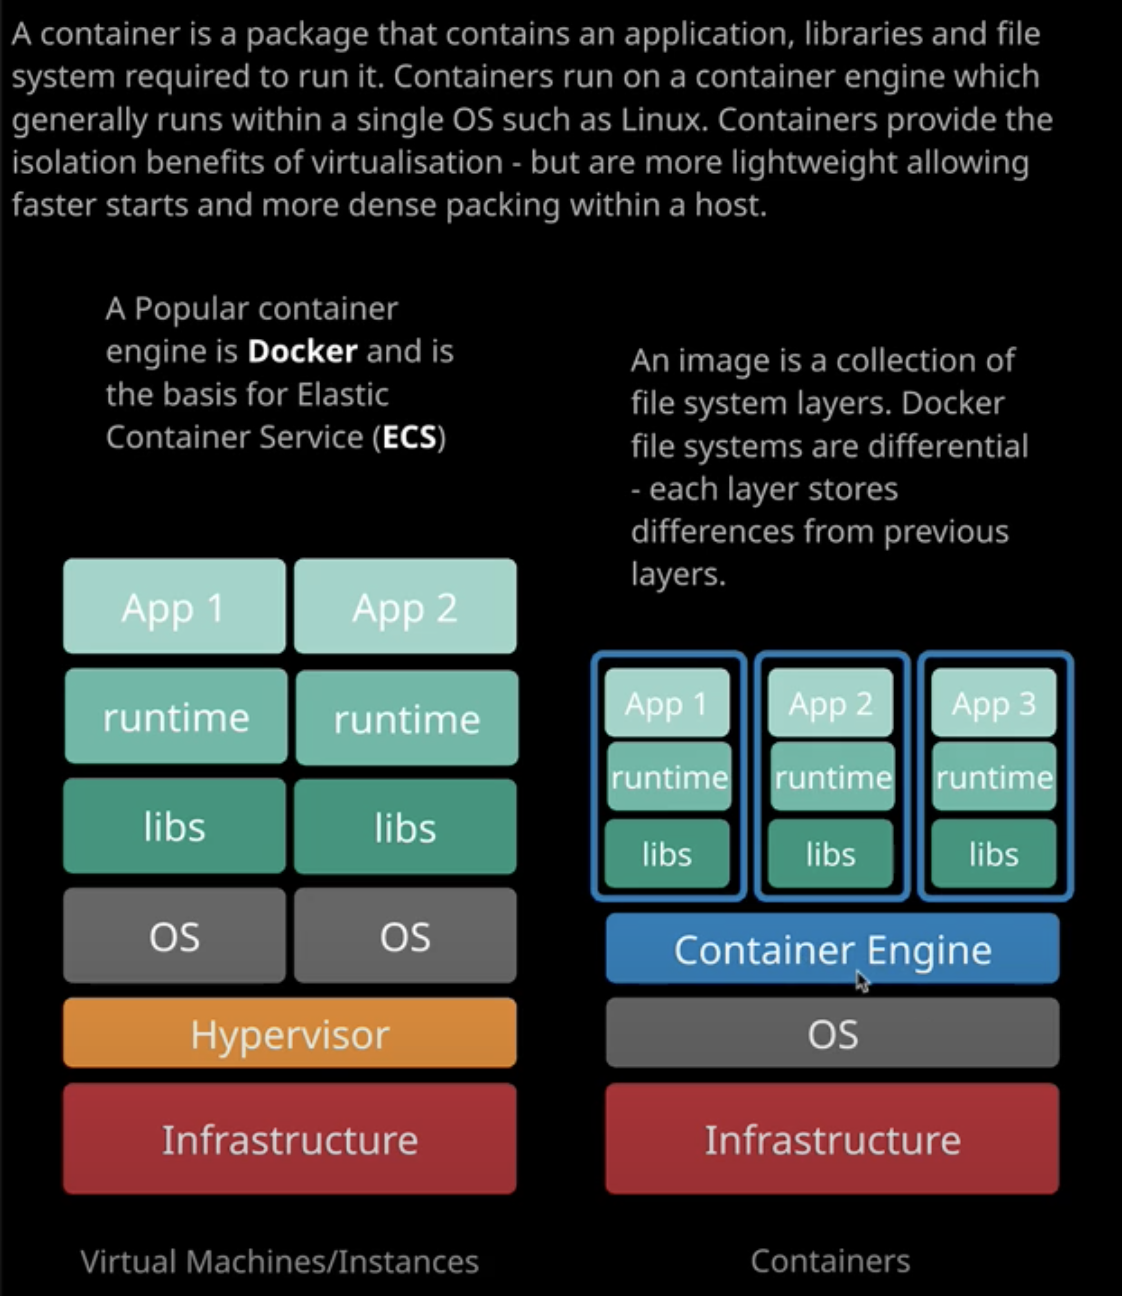 A container is a package that contains an application, libraries and file
system required to run it. Containers run on a container engine which
generally runs within a single OS such as Linux. Containers provide the
isolation benefits of virtualisation - but are more lightweight allowing
faster starts and more dense packing within a host.
A Popular container
engine is Docker and is
the basis for Elastic
Container Service (ECS)
An image is a collection of
file system layers. Docker
file systems are differential
- each layer stores
differences from previous
layers.
App 1 App 2
runtime runtime
libs libs
OS OS
Hypervisor
Infrastructure
Virtual Machines/Instances
App 1 App 2 App 3
runtime runtime runtime
libs libs libs
Container Engine
OS
Infrastructure
Containers